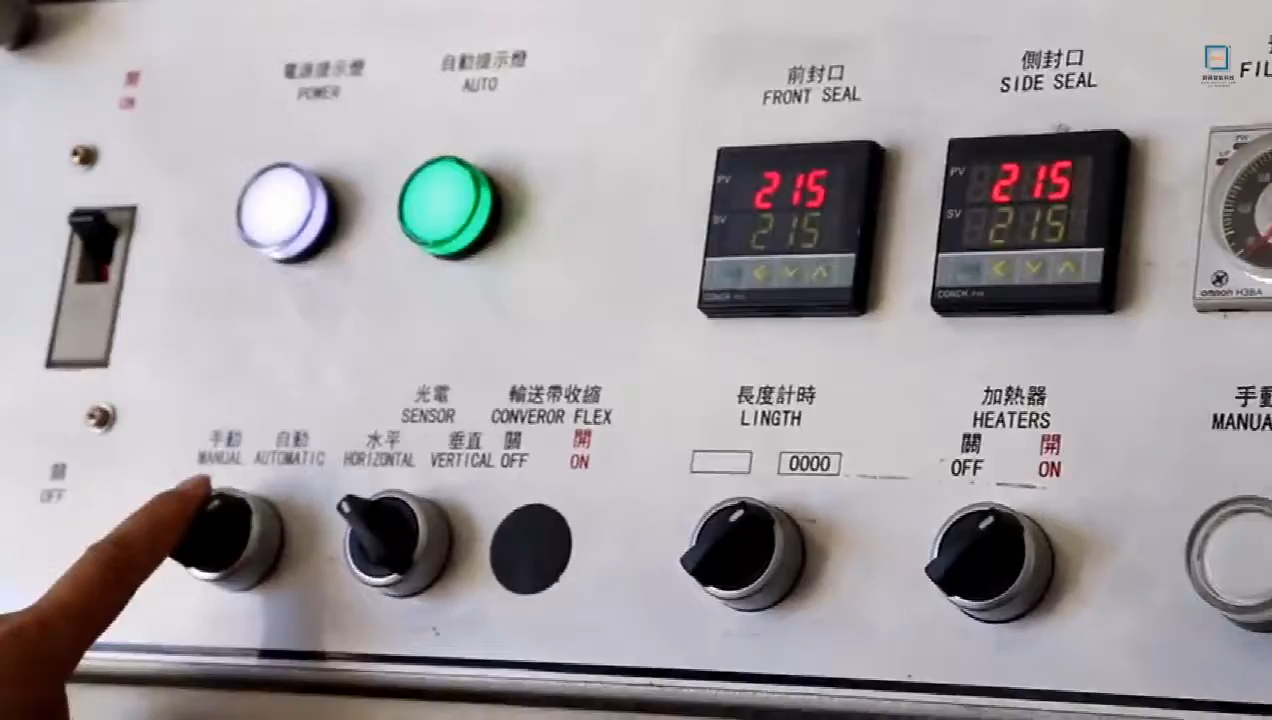 開
ON
電源提示燈
POWER
自動提示燈
AUTO
前封口
FRONT SEAL
側封口
SIDE SEAL
FIL
PV
215
SV
215
PV
215
SV
215
omron H3BA
光電
SENSOR
輸送帶收縮
CONVEROR FLEX
手動
MANUAL
自動
AUTOMATIC
水平
HORIZONTAL
垂直
VERTICAL
關
OFF
開
ON
長度計時
LINGTH
0000
加熱器
HEATERS
關
OFF
開
ON
手動
MANUA
關
OFF